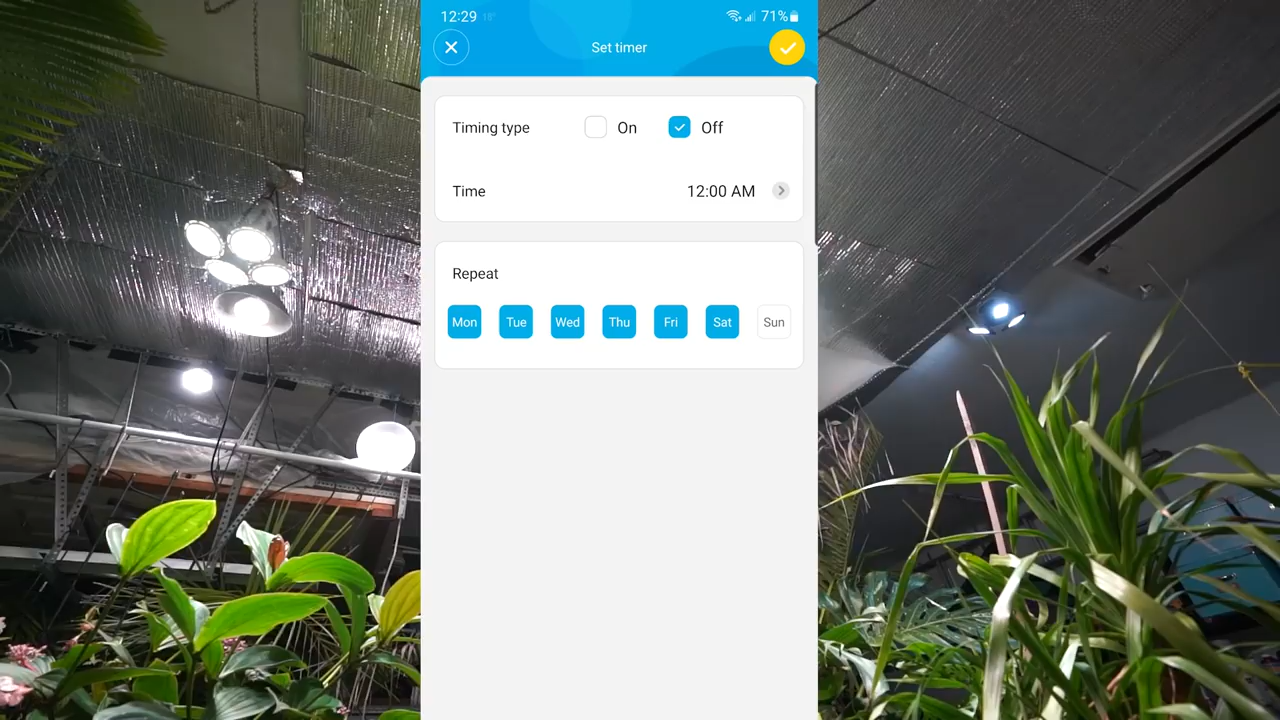 12:29 18° 71%
Set timer
Timing type On Off
Time 12:00 AM
Repeat
Mon Tue Wed Thu Fri Sat Sun